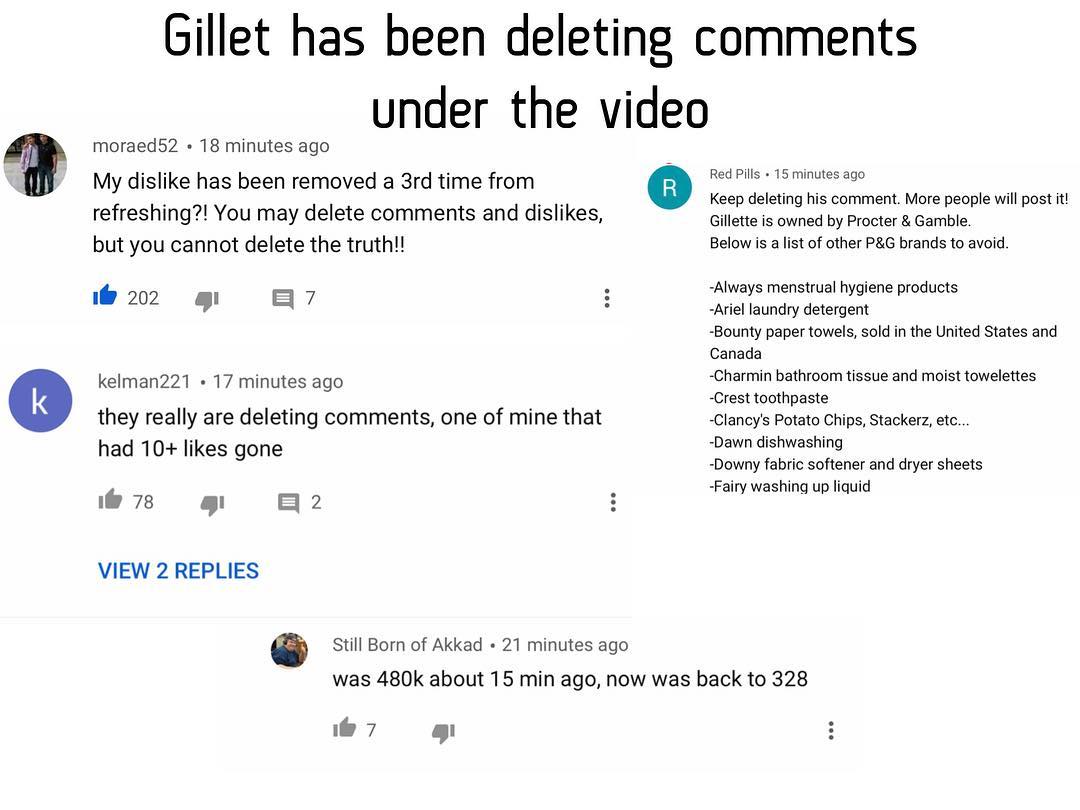 Gillet has been deleting comments
under the video
moraed52 • 18 minutes ago
My dislike has been removed a 3rd time from
refreshing?! You may delete comments and dislikes,
but you cannot delete the truth!!
202 7
R
Red Pills • 15 minutes ago
Keep deleting his comment. More people will post it!
Gillette is owned by Procter & Gamble.
Below is a list of other P&G brands to avoid.
-Always menstrual hygiene products
-Ariel laundry detergent
-Bounty paper towels, sold in the United States and
Canada
-Charmin bathroom tissue and moist towelettes
-Crest toothpaste
-Clancy's Potato Chips, Stackerz, etc...
-Dawn dishwashing
-Downy fabric softener and dryer sheets
-Fairy washing up liquid
k
kelman221 • 17 minutes ago
they really are deleting comments, one of mine that
had 10+ likes gone
78 2
VIEW 2 REPLIES
Still Born of Akkad • 21 minutes ago
was 480k about 15 min ago, now was back to 328
7